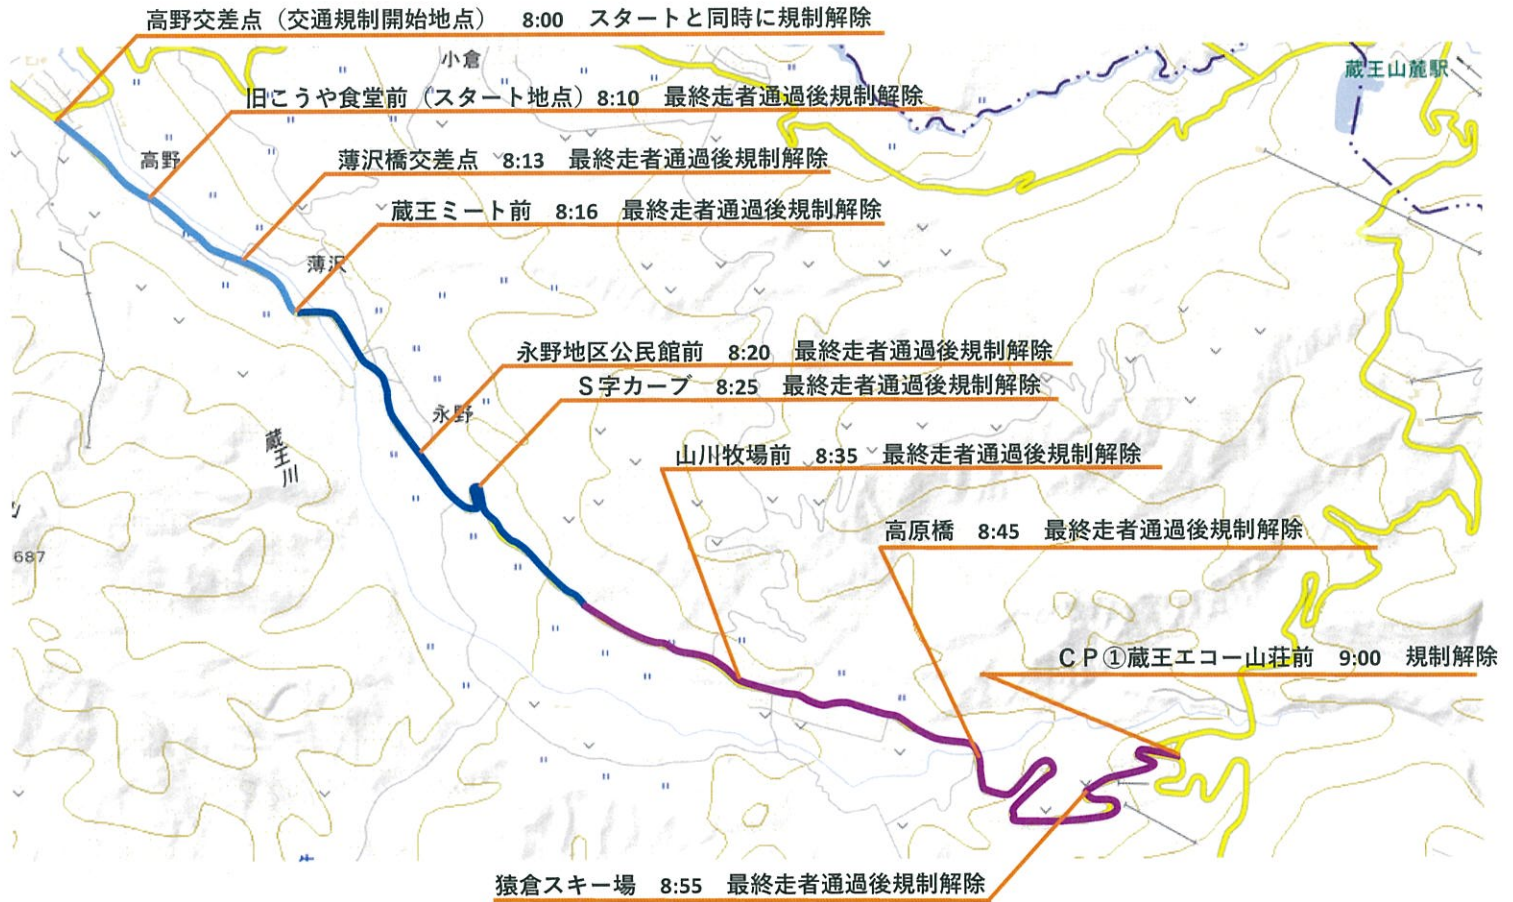 高野交差点（交通規制開始地点） 8:00 スタートと同時に規制解除
小倉
蔵王山麓駅
旧こうや食堂前（スタート地点）8:10 最終走者通過後規制解除
高野
薄沢橋交差点 8:13 最終走者通過後規制解除
蔵王ミート前 8:16 最終走者通過後規制解除
薄沢
永野地区公民館前 8:20 最終走者通過後規制解除
Ｓ字カーブ 8:25 最終走者通過後規制解除
永野
蔵王川
山川牧場前 8:35 最終走者通過後規制解除
高原橋 8:45 最終走者通過後規制解除
687
ＣＰ①蔵王エコー山荘前 9:00 規制解除
猿倉スキー場 8:55 最終走者通過後規制解除